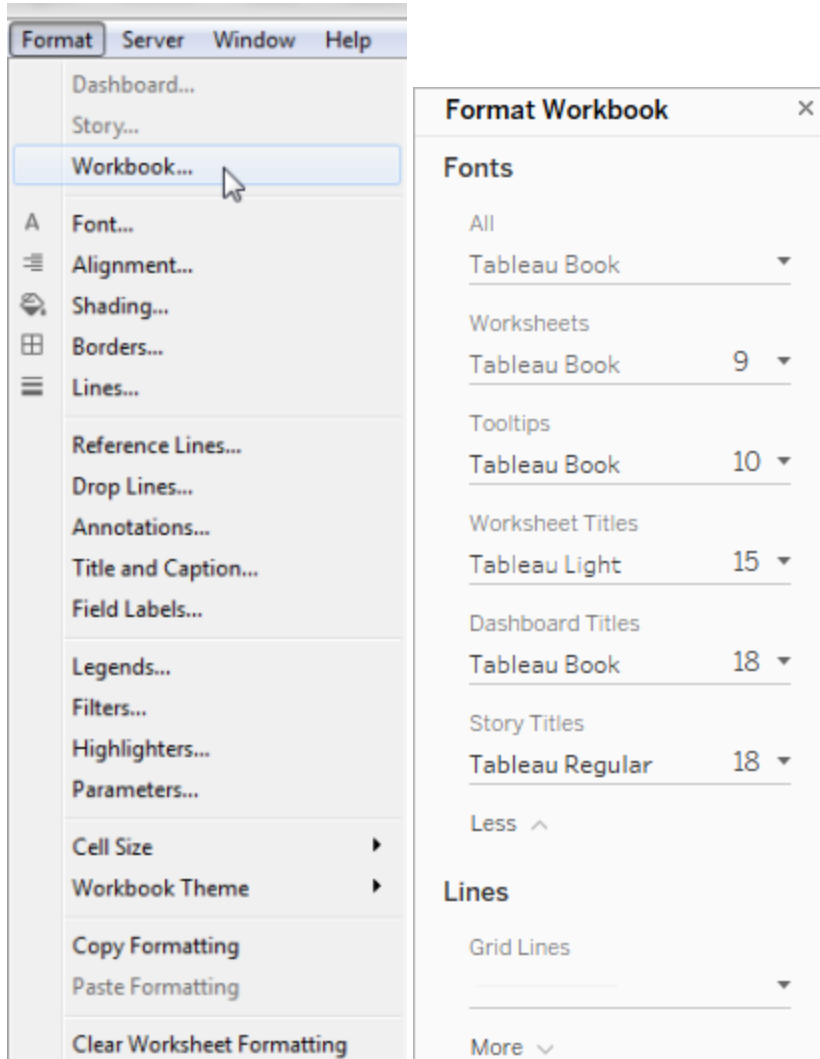 Format Server Window Help
Dashboard...
Story...
Workbook...
A Font...
Alignment...
Shading...
Borders...
Lines...
Reference Lines...
Drop Lines...
Annotations...
Title and Caption...
Field Labels...
Legends...
Filters...
Highlighters...
Parameters...
Cell Size
Workbook Theme
Copy Formatting
Paste Formatting
Clear Worksheet Formatting
Format Workbook
Fonts
All
Tableau Book
Worksheets
Tableau Book 9
Tooltips
Tableau Book 10
Worksheet Titles
Tableau Light 15
Dashboard Titles
Tableau Book 18
Story Titles
Tableau Regular 18
Less
Lines
Grid Lines
More